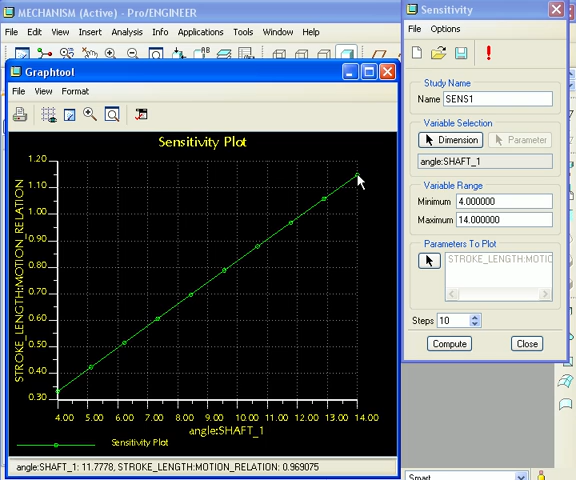 MECHANISM (Active) - Pro/ENGINEER
File Edit View Insert Analysis Info Applications Tools Window Help
Graphtool
File View Format
Sensitivity Plot
STROKE_LENGTH:MOTION_RELATION
1.20
1.10
1.00
0.90
0.80
0.70
0.60
0.50
0.40
0.30
4.00 5.00 6.00 7.00 8.00 9.00 10.00 11.00 12.00 13.00 14.00
angle:SHAFT_1
Sensitivity Plot
angle:SHAFT_1: 11.7778, STROKE_LENGTH:MOTION_RELATION: 0.969075
Sensitivity
File Options
Study Name
Name SENS1
Variable Selection
Dimension Parameter
angle:SHAFT_1
Variable Range
Minimum 4.000000
Maximum 14.000000
Parameters To Plot
STROKE_LENGTH:MOTIO
Steps 10
Compute Close
Smart